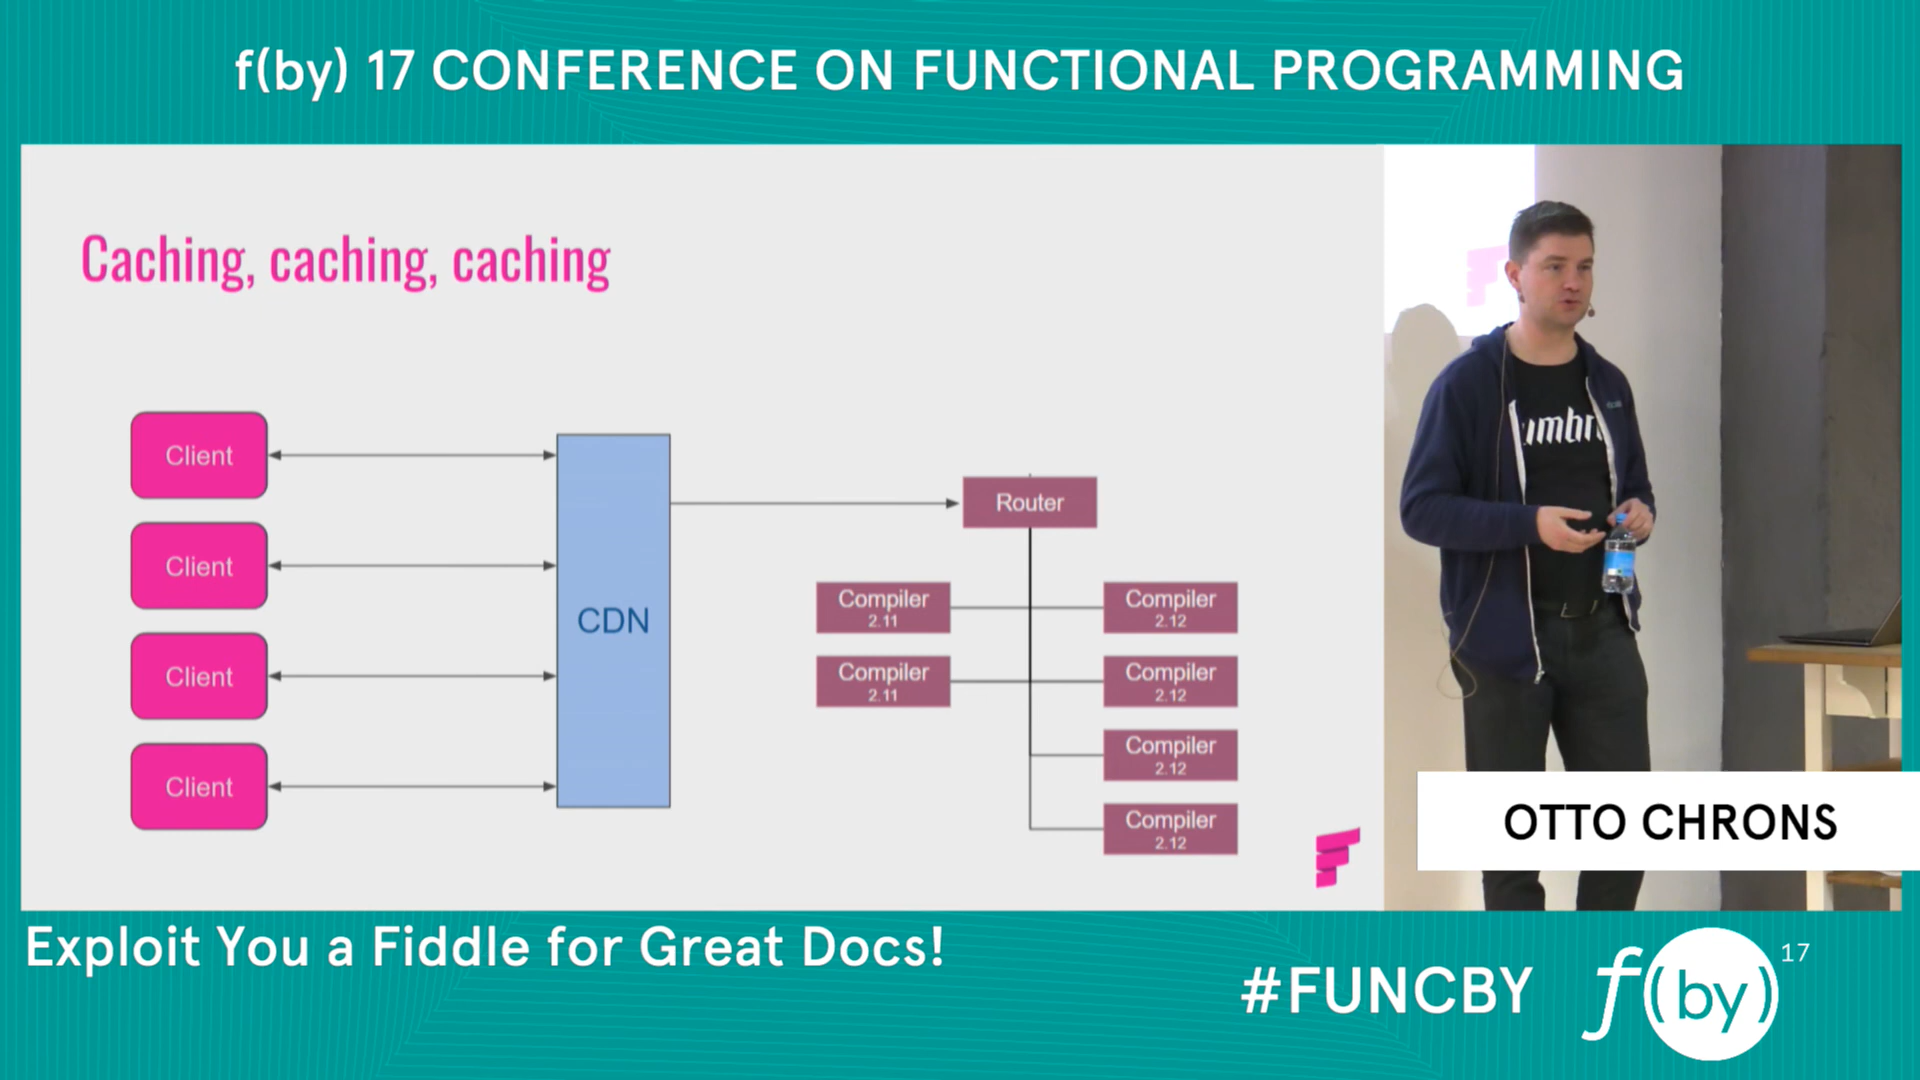 f(by) 17 CONFERENCE ON FUNCTIONAL PROGRAMMING
Caching, caching, caching
Client
Client
Client
Client
CDN
Router
Compiler
2.11
Compiler
2.12
Compiler
2.11
Compiler
2.12
Compiler
2.12
Compiler
2.12
OTTO CHRONS
Exploit You a Fiddle for Great Docs!
#FUNCBY
f(by) 17